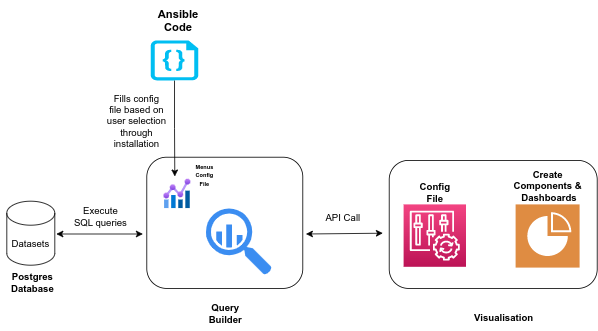 Ansible
Code
Fills config
file based on
user selection
through
installation
Menus
Config
File
Config
File
Create
Components &
Dashboards
Execute
SQL queries
API Call
Datasets
Postgres
Database
Query
Builder
Visualisation